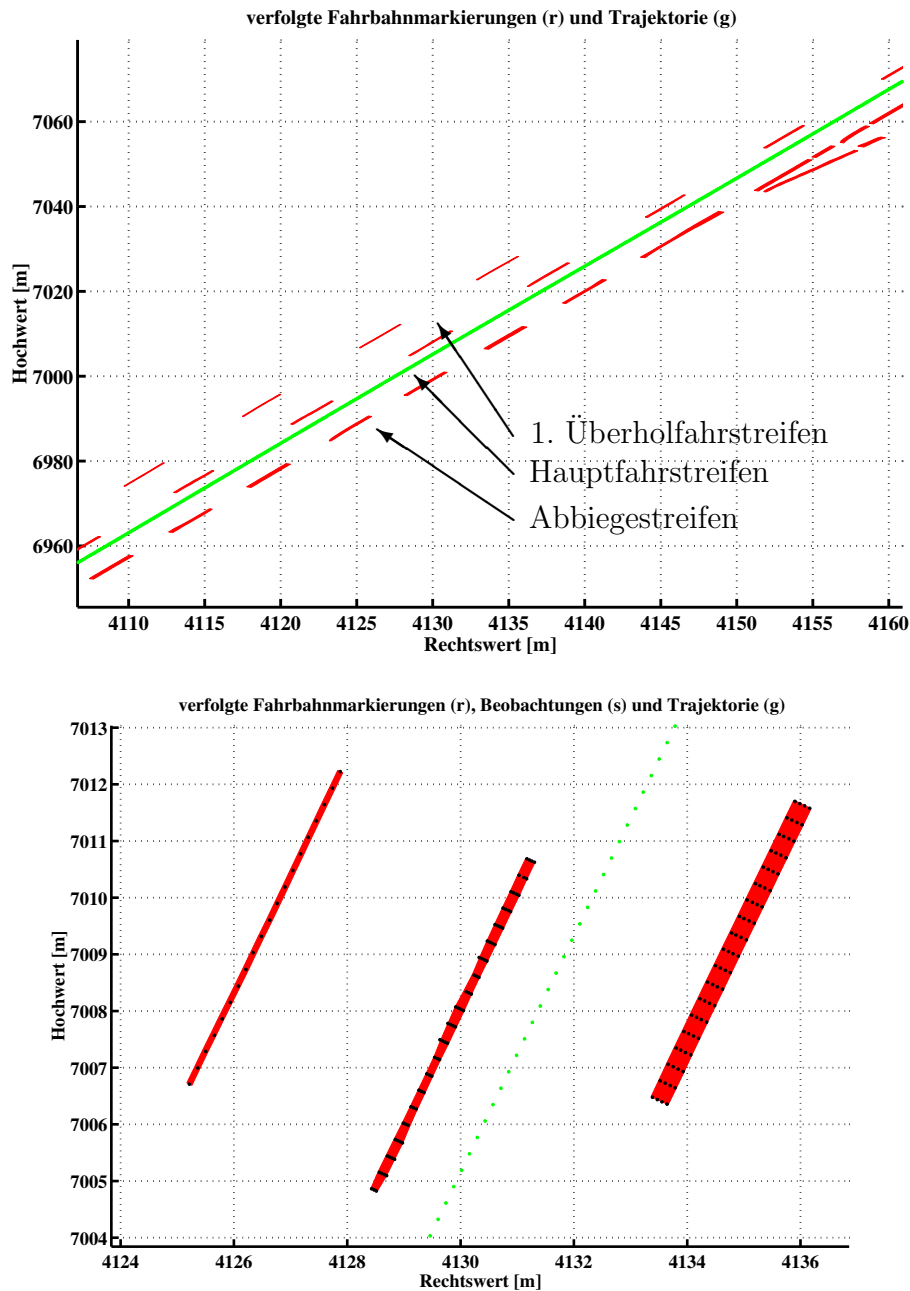 verfolgte Fahrbahnmarkierungen (r) und Trajektorie (g)
Hochwert [m]
7060
7040
7020
7000
6980
6960
1. Überholfahrstreifen
Hauptfahrstreifen
Abbiegestreifen
4110 4115 4120 4125 4130 4135 4140 4145 4150 4155 4160
Rechtswert [m]
verfolgte Fahrbahnmarkierungen (r), Beobachtungen (s) und Trajektorie (g)
Hochwert [m]
7013
7012
7011
7010
7009
7008
7007
7006
7005
7004
4124 4126 4128 4130 4132 4134 4136
Rechtswert [m]